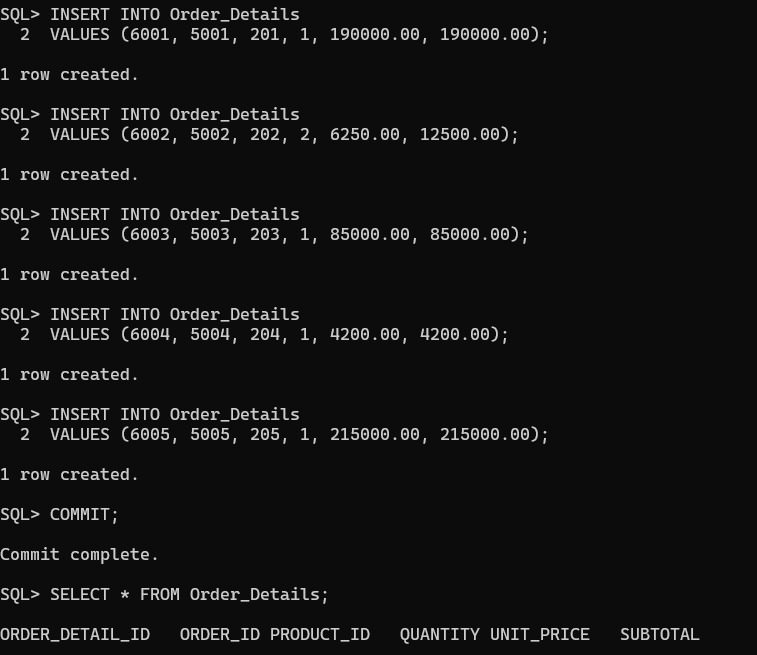 SQL> INSERT INTO Order_Details
  2  VALUES (6001, 5001, 201, 1, 190000.00, 190000.00);
1 row created.
SQL> INSERT INTO Order_Details
  2  VALUES (6002, 5002, 202, 2, 6250.00, 12500.00);
1 row created.
SQL> INSERT INTO Order_Details
  2  VALUES (6003, 5003, 203, 1, 85000.00, 85000.00);
1 row created.
SQL> INSERT INTO Order_Details
  2  VALUES (6004, 5004, 204, 1, 4200.00, 4200.00);
1 row created.
SQL> INSERT INTO Order_Details
  2  VALUES (6005, 5005, 205, 1, 215000.00, 215000.00);
1 row created.
SQL> COMMIT;
Commit complete.
SQL> SELECT * FROM Order_Details;
ORDER_DETAIL_ID   ORDER_ID PRODUCT_ID   QUANTITY UNIT_PRICE   SUBTOTAL